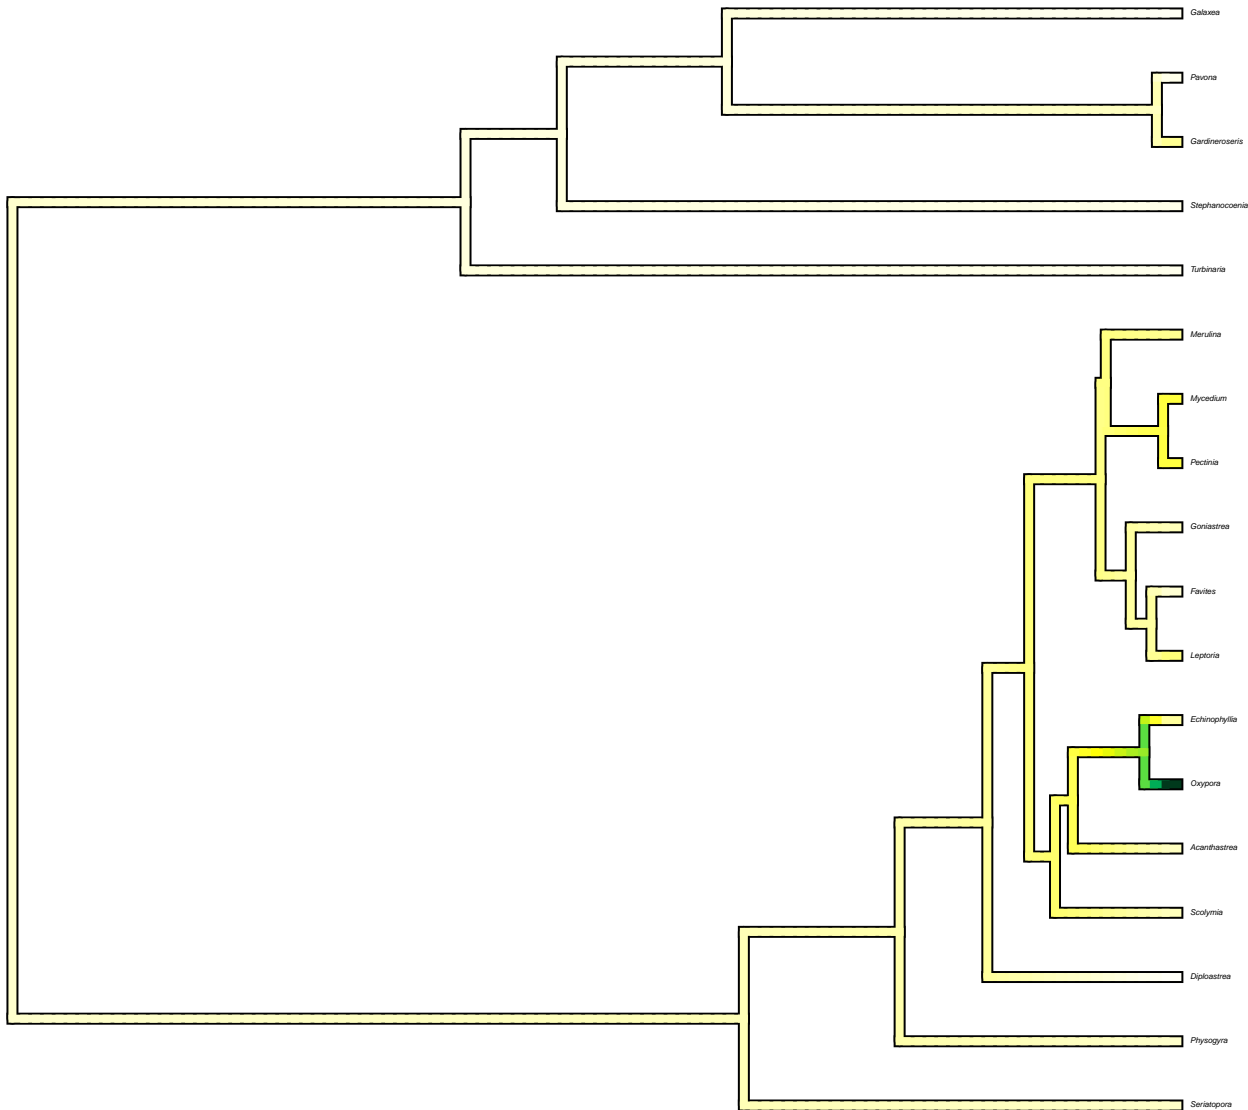 Galaxea
Pavona
Gardineroseris
Stephanocoenia
Turbinaria
Merulina
Mycedium
Pectinia
Goniastrea
Favites
Leptoria
Echinophyllia
Oxypora
Acanthastrea
Scolymia
Diploastrea
Physogyra
Seriatopora